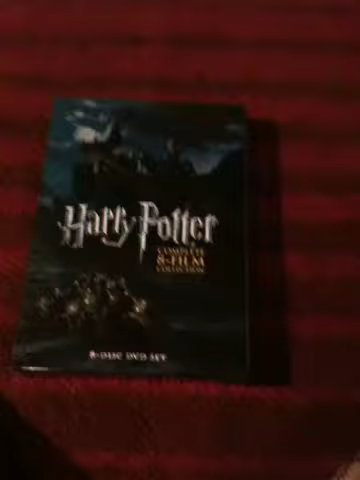 Harry Potter
COMPLETE
8-FILM
COLLECTION
8-DISC DVD SET